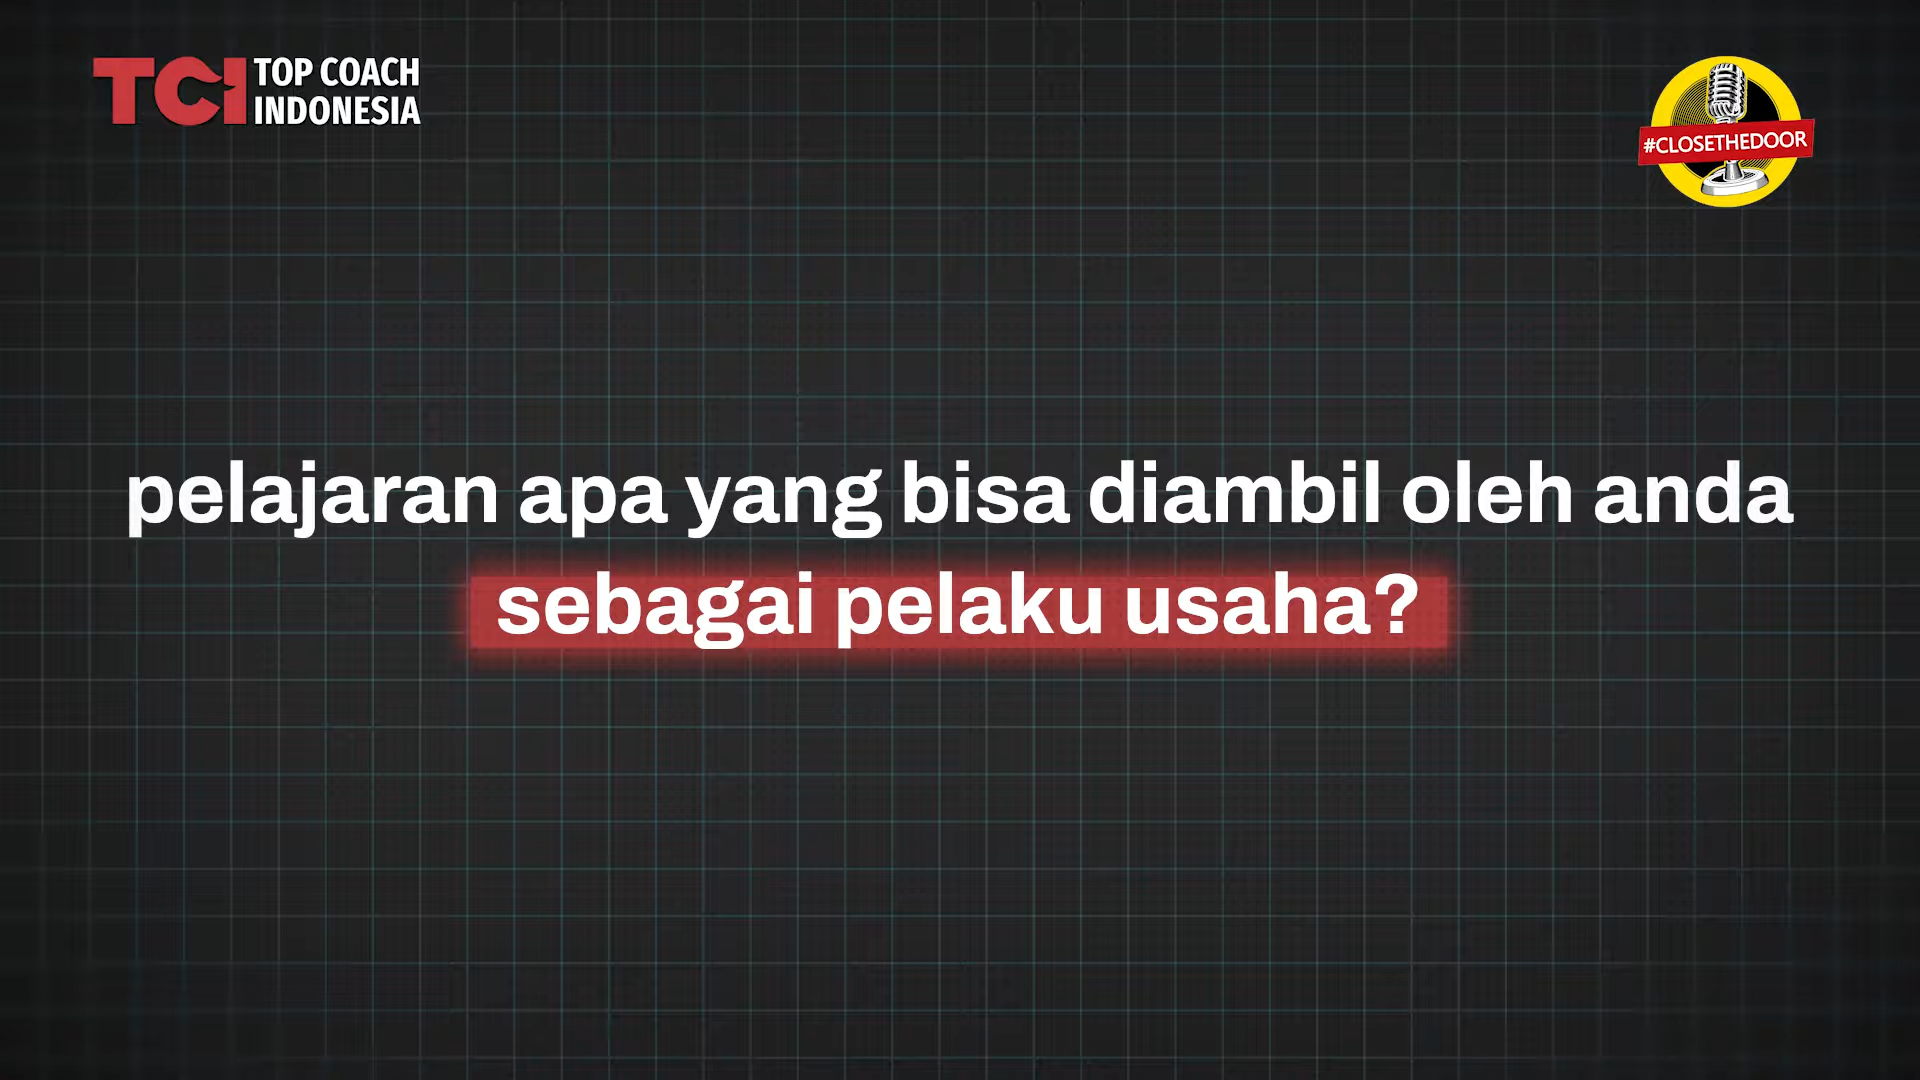 TCI TOP COACH
INDONESIA
#CLOSETHEDOOR
pelajaran apa yang bisa diambil oleh anda
sebagai pelaku usaha?